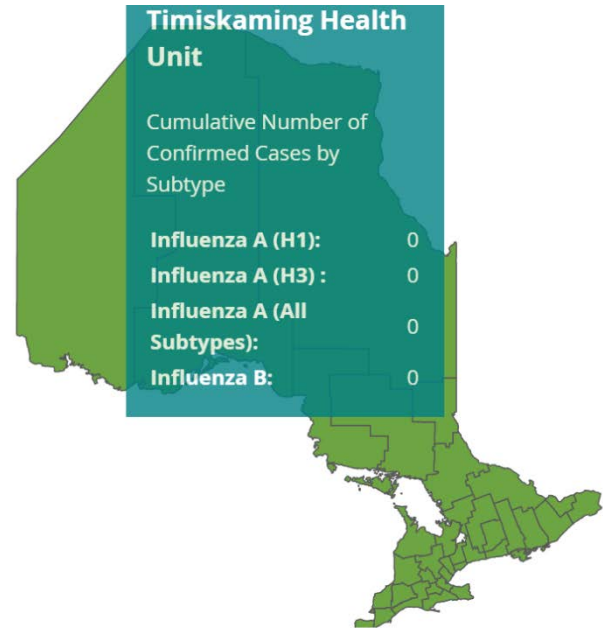 Timiskaming Health
Unit
Cumulative Number of
Confirmed Cases by
Subtype
Influenza A (H1): 0
Influenza A (H3) : 0
Influenza A (All
Subtypes): 0
Influenza B: 0